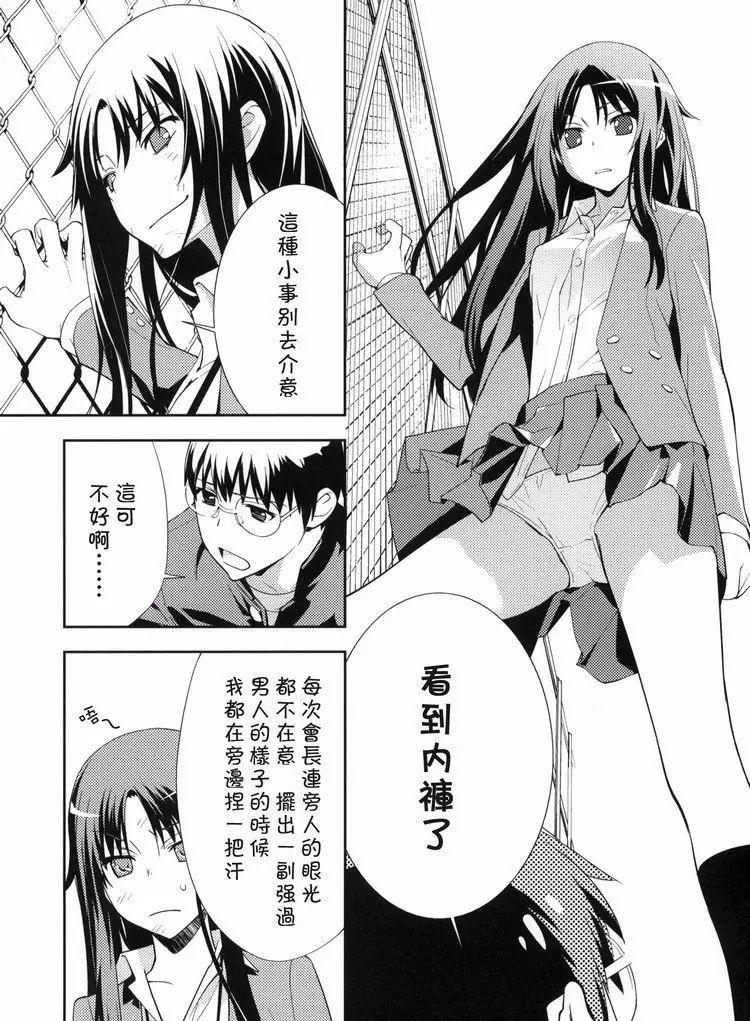 看到內褲了
這種小事別去介意
這可
不好啊……
每次會長連旁人的眼光
都不在意 擺出一副强過
男人的樣子的時候
我都在旁邊捏一把汗
唔～